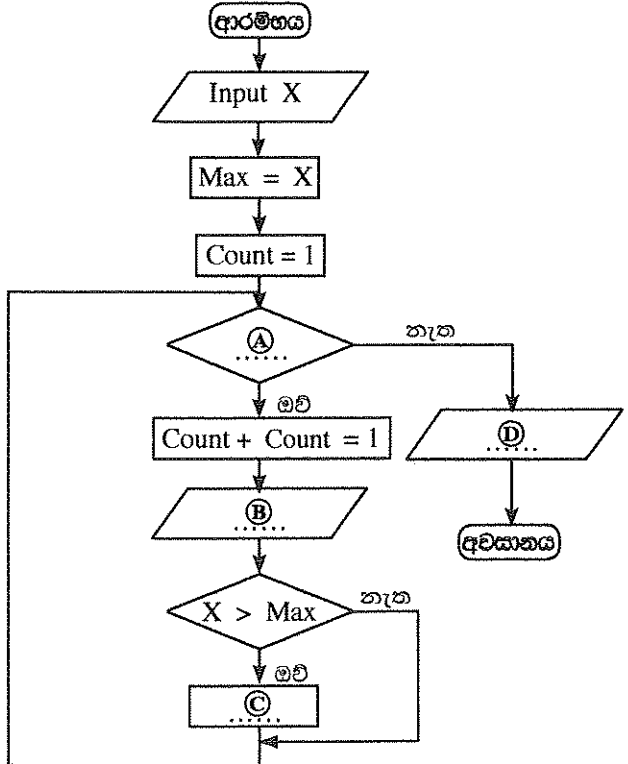 ආරම්භය
Input X
Max = X
Count = 1
Ⓐ
......
නැත
ඔව්
Count + Count = 1
Ⓓ
......
Ⓑ
......
අවසානය
X > Max
නැත
ඔව්
Ⓒ
......